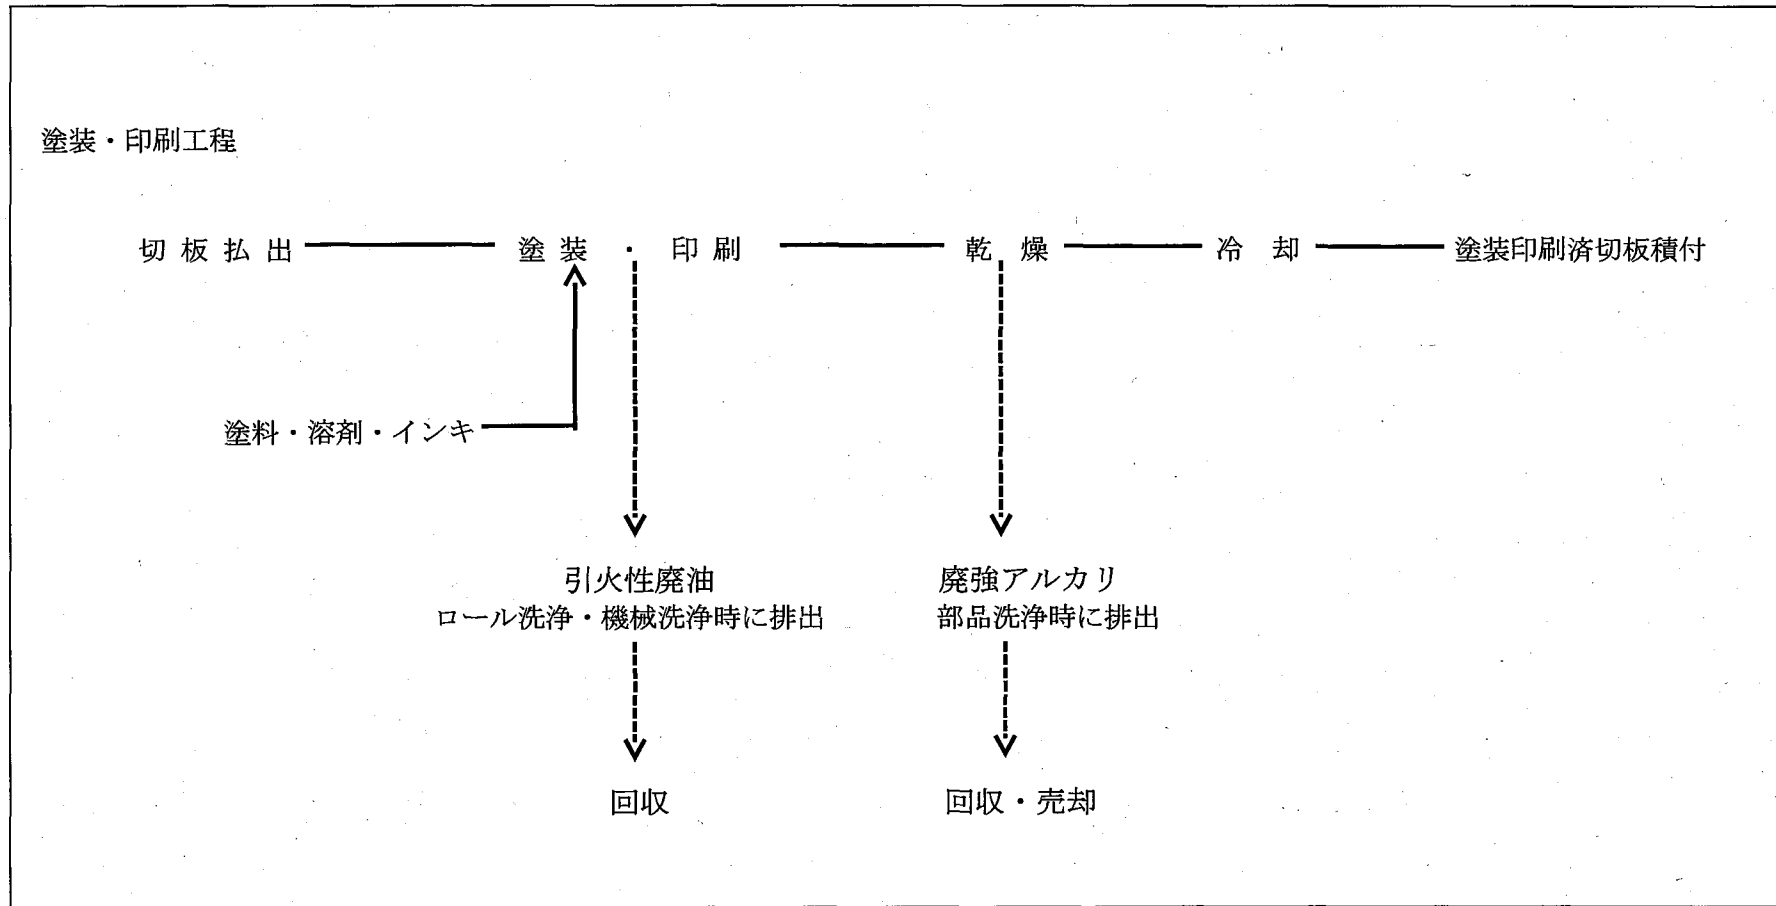 塗装・印刷工程
切板払出 塗装・印刷 乾燥 冷却 塗装印刷済切板積付
塗料・溶剤・インキ
引火性廃油 廃強アルカリ
ロール洗浄・機械洗浄時に排出 部品洗浄時に排出
回収 回収・売却